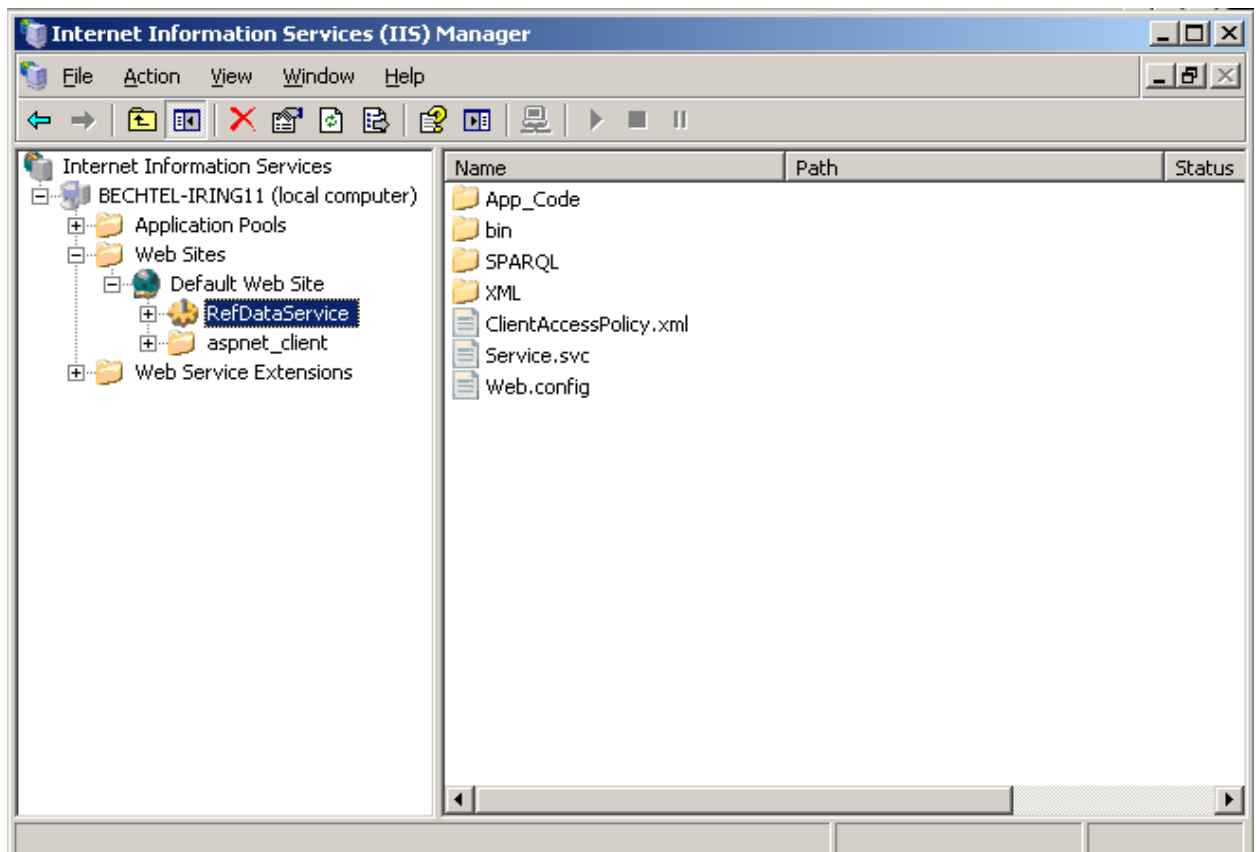 Internet Information Services (IIS) Manager
File Action View Window Help
Internet Information Services
BECHTEL-IRING11 (local computer)
Application Pools
Web Sites
Default Web Site
RefDataService
aspnet_client
Web Service Extensions
Name Path Status
App_Code
bin
SPARQL
XML
ClientAccessPolicy.xml
Service.svc
Web.config